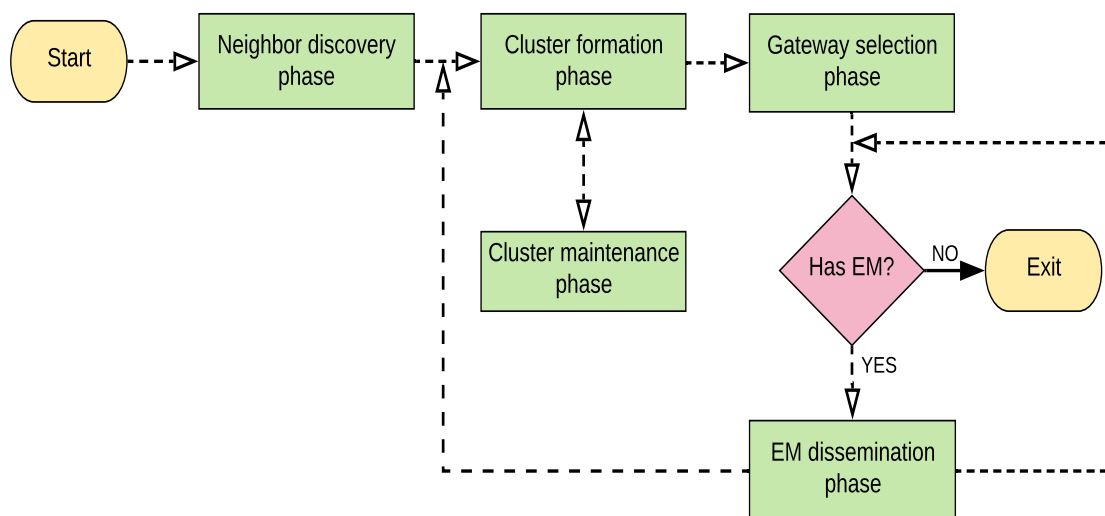 Start
Neighbor discovery
phase
Cluster formation
phase
Gateway selection
phase
Cluster maintenance
phase
Has EM?
NO
Exit
YES
EM dissemination
phase